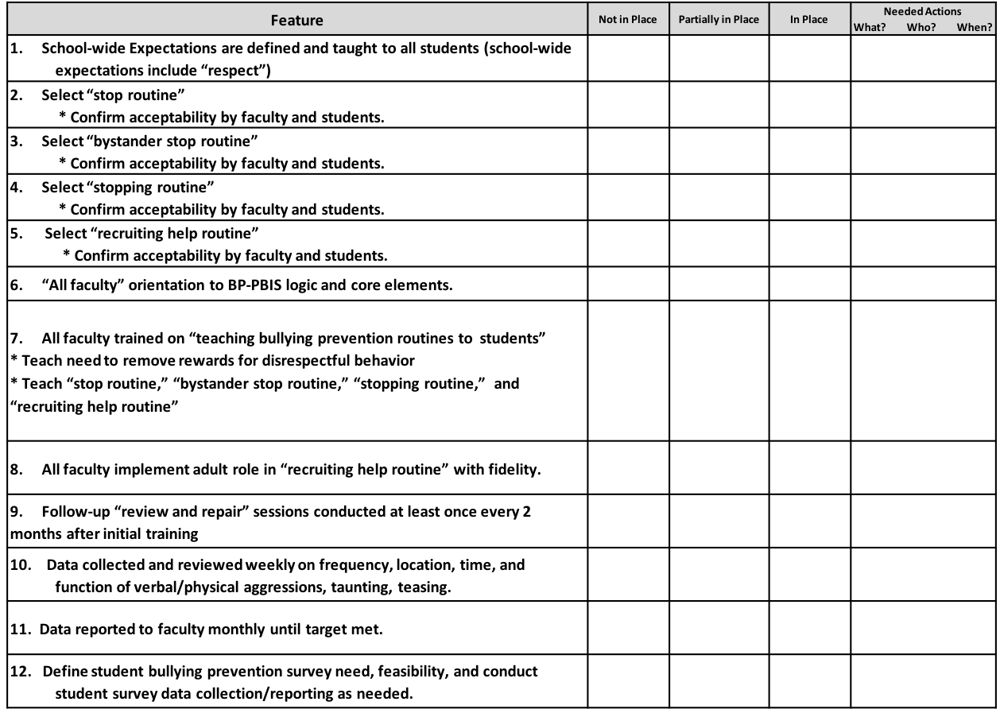 Feature
Not in Place
Partially in Place
In Place
Needed Actions
What? Who? When?
1. School-wide Expectations are defined and taught to all students (school-wide
expectations include “respect”)
2. Select “stop routine”
* Confirm acceptability by faculty and students.
3. Select “bystander stop routine”
* Confirm acceptability by faculty and students.
4. Select “stopping routine”
* Confirm acceptability by faculty and students.
5. Select “recruiting help routine”
* Confirm acceptability by faculty and students.
6. “All faculty” orientation to BP-PBIS logic and core elements.
7. All faculty trained on “teaching bullying prevention routines to students”
* Teach need to remove rewards for disrespectful behavior
* Teach “stop routine,” “bystander stop routine,” “stopping routine,” and
“recruiting help routine”
8. All faculty implement adult role in “recruiting help routine” with fidelity.
9. Follow-up “review and repair” sessions conducted at least once every 2
months after initial training
10. Data collected and reviewed weekly on frequency, location, time, and
function of verbal/physical aggressions, taunting, teasing.
11. Data reported to faculty monthly until target met.
12. Define student bullying prevention survey need, feasibility, and conduct
student survey data collection/reporting as needed.